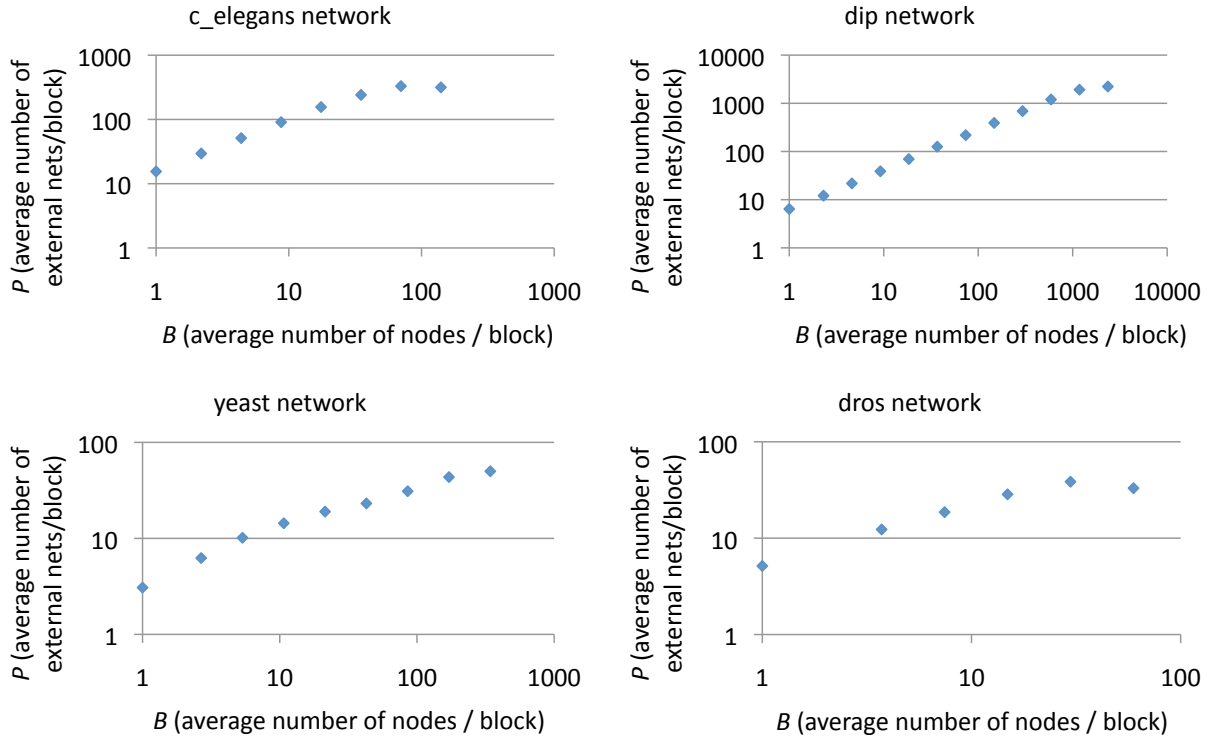 c_elegans network
P (average number of
external nets/block)
1000
100
10
1
1 10 100 1000
B (average number of nodes / block)
dip network
P (average number of
external nets/block)
10000
1000
100
10
1
1 10 100 1000 10000
B (average number of nodes / block)
yeast network
P (average number of
external nets/block)
100
10
1
1 10 100 1000
B (average number of nodes / block)
dros network
P (average number of
external nets/block)
100
10
1
1 10 100
B (average number of nodes / block)